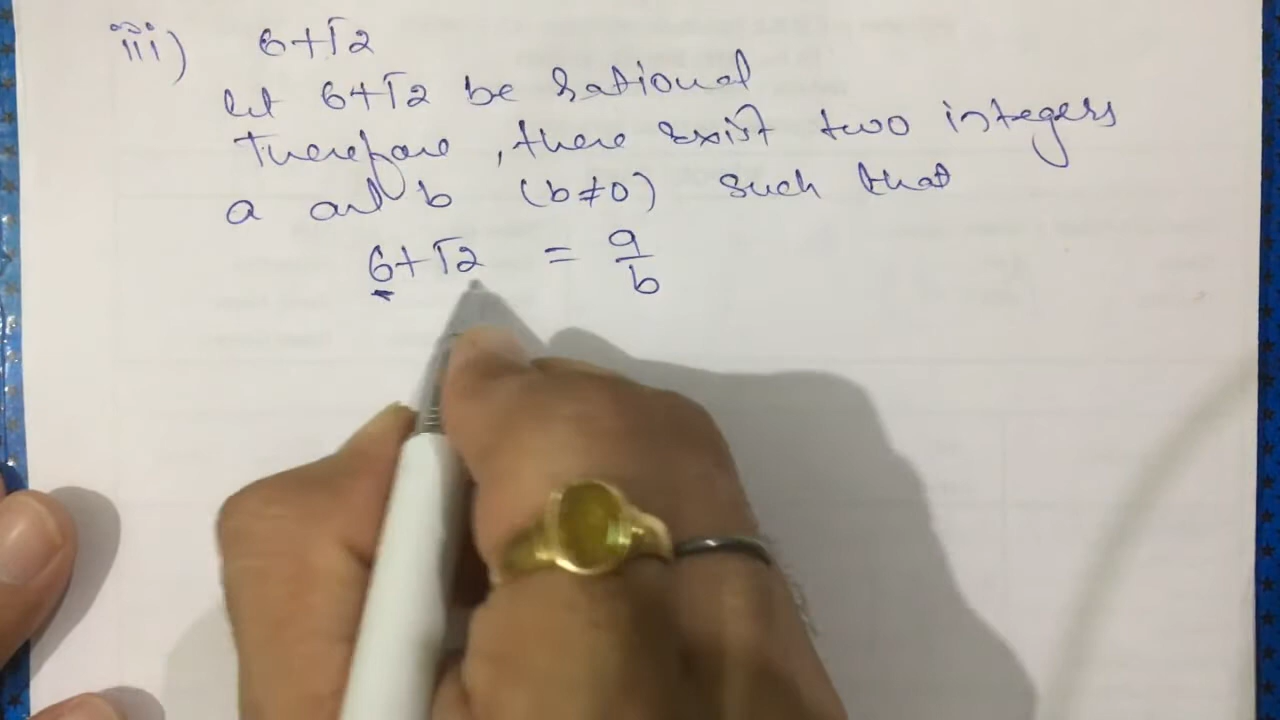 iii) 6+√2
let 6+√2 be rational
Therefore, there exist two integers
a and b (b≠0) such that
6+√2 = a/b